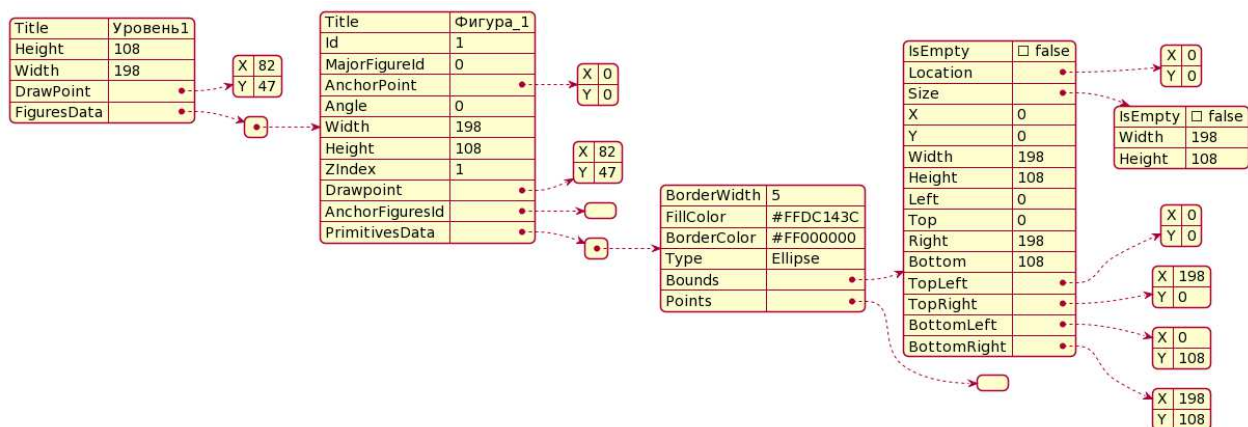 Title Уровень1
Height 108
Width 198
DrawPoint
FiguresData
X 82
Y 47
Title Фигура_1
Id 1
MajorFigureId 0
AnchorPoint
Angle 0
Width 198
Height 108
ZIndex 1
Drawpoint
AnchorFiguresId
PrimitivesData
X 0
Y 0
X 82
Y 47
BorderWidth 5
FillColor #FFDC143C
BorderColor #FF000000
Type Ellipse
Bounds
Points
IsEmpty ☐ false
Location
Size
X 0
Y 0
Width 198
Height 108
Left 0
Top 0
Right 198
Bottom 108
TopLeft
TopRight
BottomLeft
BottomRight
X 0
Y 0
IsEmpty ☐ false
Width 198
Height 108
X 0
Y 0
X 198
Y 0
X 0
Y 108
X 198
Y 108